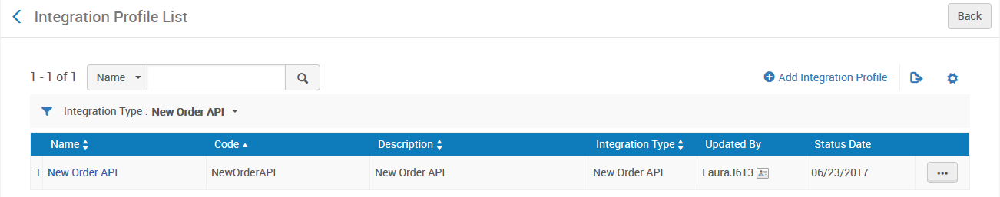 Integration Profile List
Back
1 - 1 of 1 Name Add Integration Profile
Integration Type : New Order API
Name Code Description Integration Type Updated By Status Date
1 New Order API NewOrderAPI New Order API New Order API LauraJ613 06/23/2017